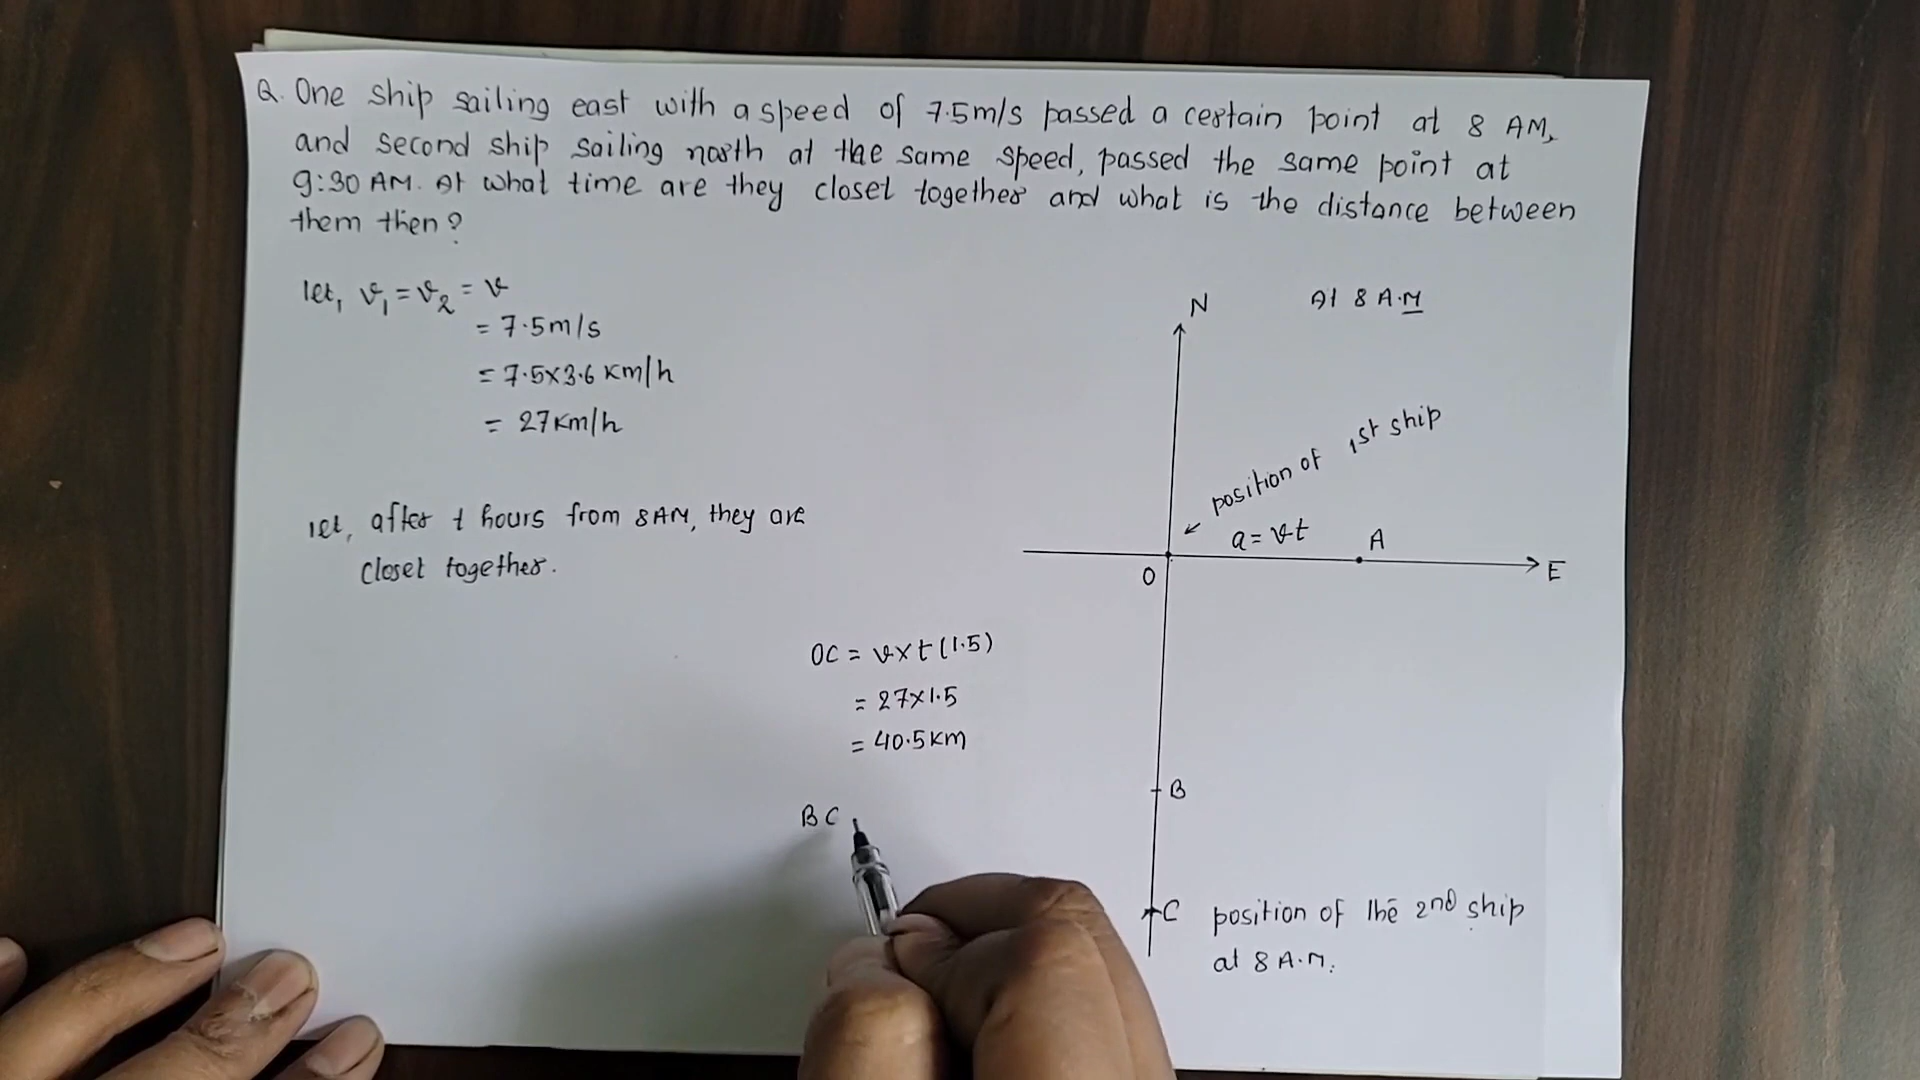 Q. One ship sailing east with a speed of 7.5m/s passed a certain point at 8 AM,
and second ship sailing north at the same speed, passed the same point at
9:30 AM. At what time are they closet together and what is the distance between
them then?
let, v₁ = v₂ = v
= 7.5m/s
= 7.5×3.6 Km/h
= 27Km/h
let, after t hours from 8AM, they are
closet together.
OC = v×t(1.5)
= 27×1.5
= 40.5KM
BC
At 8 A.M
N
position of 1st ship
a = vt
A
O
E
B
C position of the 2nd ship
at 8 A.M.